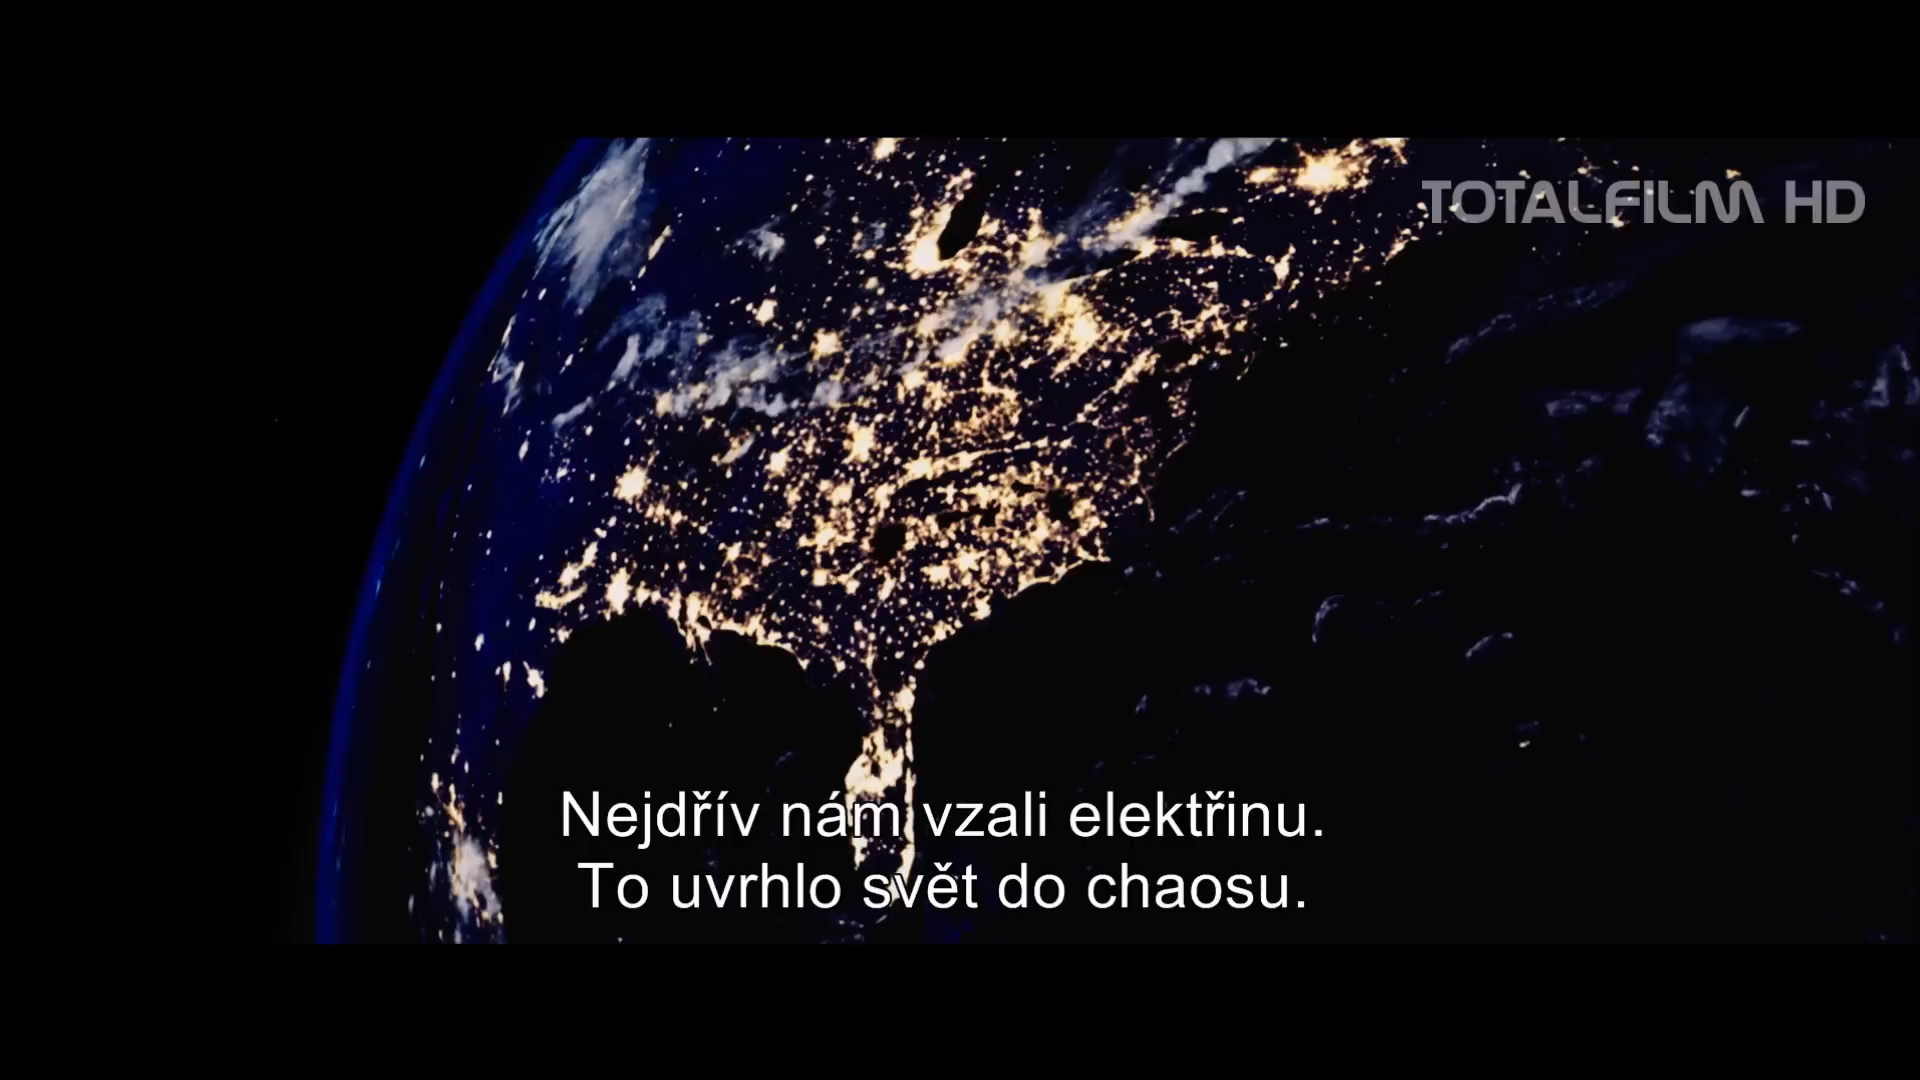 TOTALFILM HD
Nejdřív nám vzali elektřinu.
To uvrhlo svět do chaosu.